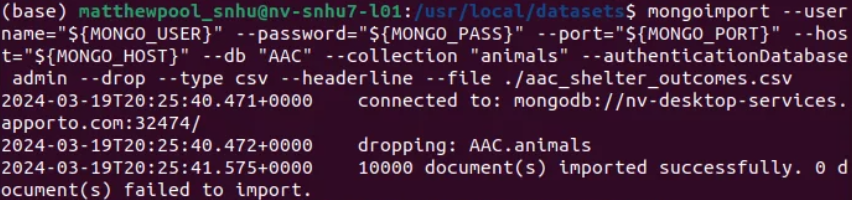 (base) matthewpool_snhu@nv-snhu7-l01:/usr/local/datasets$ mongoimport --user
name="${MONGO_USER}" --password="${MONGO_PASS}" --port="${MONGO_PORT}" --hos
t="${MONGO_HOST}" --db "AAC" --collection "animals" --authenticationDatabase
 admin --drop --type csv --headerline --file ./aac_shelter_outcomes.csv
2024-03-19T20:25:40.471+0000    connected to: mongodb://nv-desktop-services.
apporto.com:32474/
2024-03-19T20:25:40.472+0000    dropping: AAC.animals
2024-03-19T20:25:41.575+0000    10000 document(s) imported successfully. 0 d
ocument(s) failed to import.